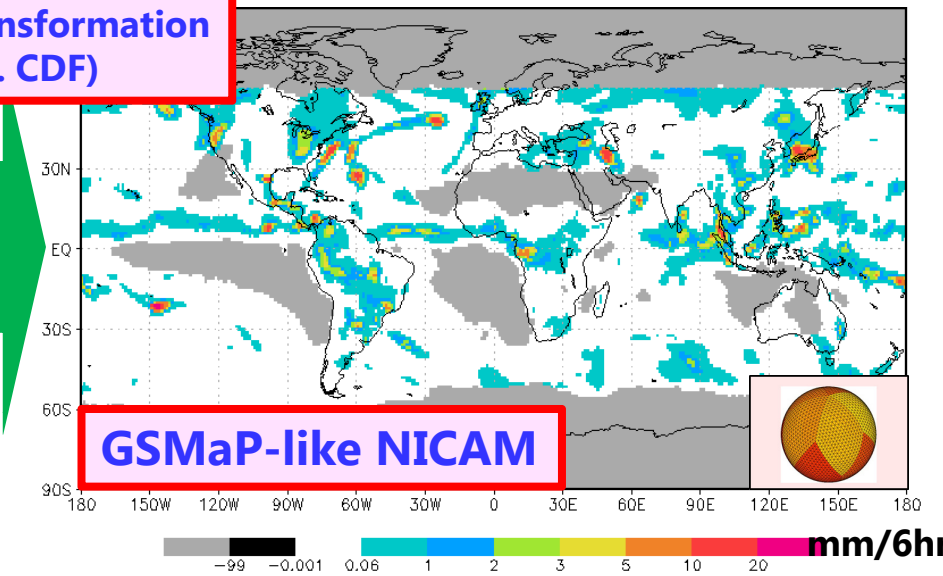 nsformation
. CDF)
30N
EQ
30S
60S
90S
GSMaP-like NICAM
180 150W 120W 90W 60W 30W 0 30E 60E 90E 120E 150E 180
mm/6hr
-99 -0.001 0.06 1 2 3 5 10 20